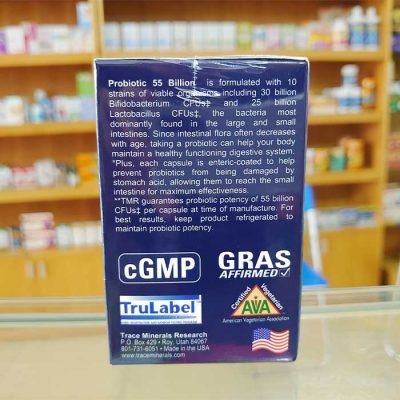 Probiotic 55 Billion is formulated with 10
strains of viable organisms including 30 billion
Bifidobacterium CFUs‡ and 25 billion
Lactobacillus CFUs‡, the bacteria most
dominantly found in the large and small
intestines. Since intestinal flora often decreases
with age, taking a probiotic can help your body
maintain a healthy functioning digestive system.
*Plus, each capsule is enteric-coated to help
prevent probiotics from being damaged by
stomach acid, allowing them to reach the small
intestine for maximum effectiveness.
**TMR guarantees probiotic potency of 55 billion
CFUs‡ per capsule at time of manufacture. For
best results, keep product refrigerated to
maintain probiotic potency.
cGMP
GRAS
AFFIRMED
TruLabel
Certified Vegetarian
AVA
American Vegetarian Association
Trace Minerals Research
P.O. Box 429 • Roy, Utah 84067
801-731-6051 • Made in the USA
www.traceminerals.com